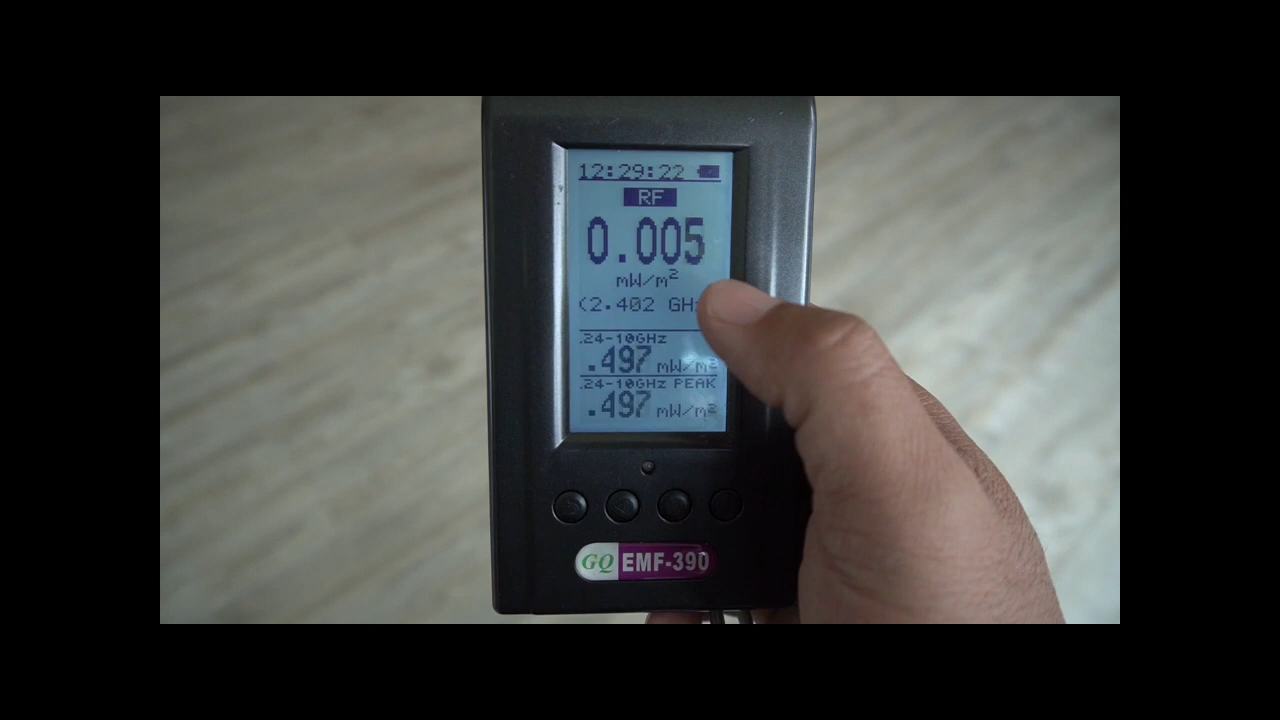 12:29:22
RF
0.005
mW/m²
(2.402 GHz
.24-10GHz
.497 mW/m²
.24-10GHz PEAK
.497 mW/m²
GQ EMF-390